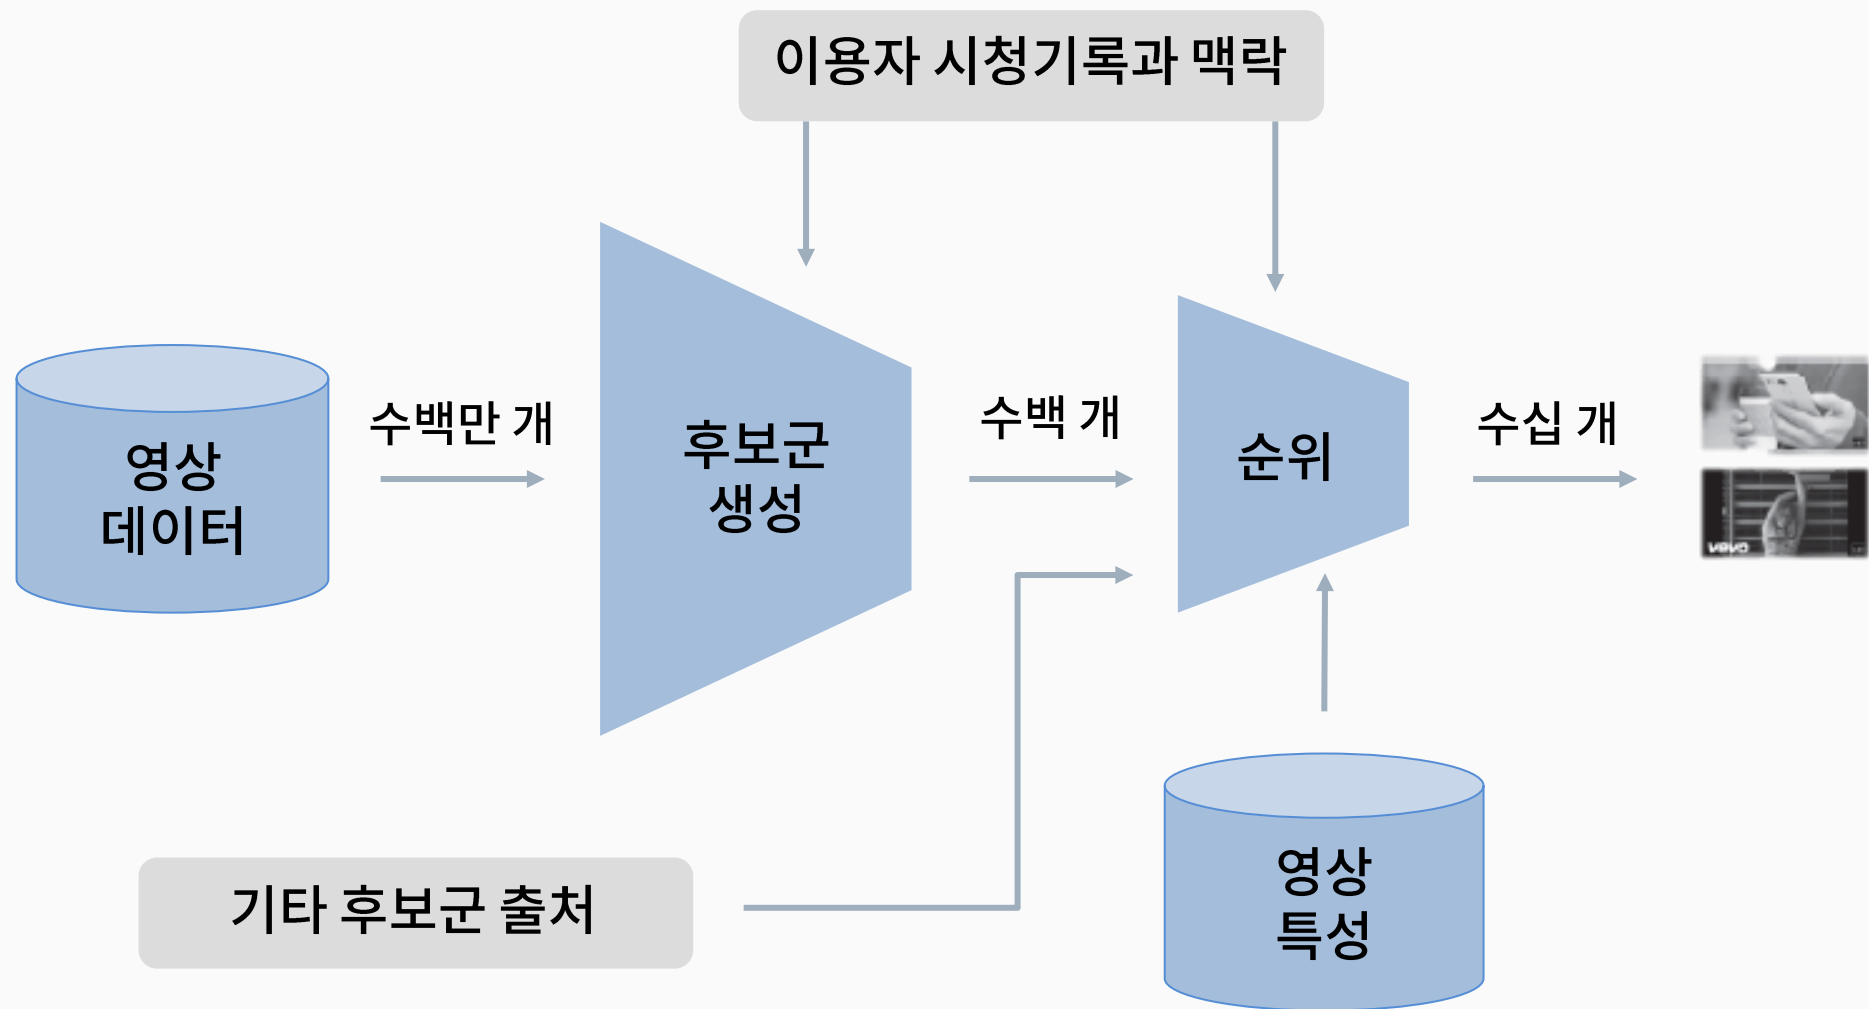 이용자 시청기록과 맥락
영상
데이터
수백만 개
후보군
생성
수백 개
순위
수십 개
vevo
기타 후보군 출처
영상
특성